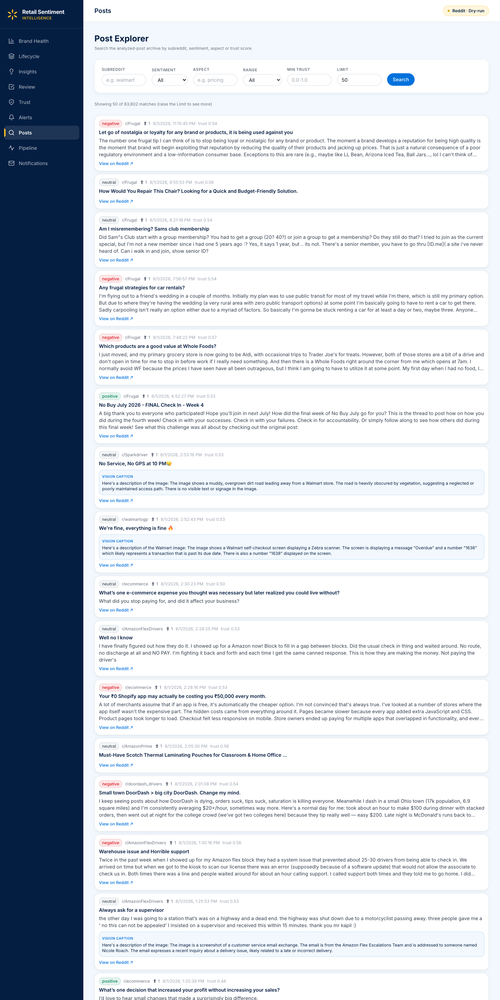 Retail Sentiment
INTELLIGENCE
Brand Health
Lifecycle
Insights
Review
Trust
Alerts
Posts
Pipeline
Notifications
Posts
Reddit · Dry-run
Post Explorer
Search the analyzed-post archive by subreddit, sentiment, aspect or trust score.
SUBREDDIT SENTIMENT ASPECT RANGE MIN TRUST LIMIT
e.g. walmart All e.g. pricing All 0.0-1.0 50 Search
Showing 50 of 83,602 matches (raise the Limit to see more)
negative r/Frugal ⬆ 1 8/1/2026, 11:15:45 PM trust 0.54
Let go of nostalgia or loyalty for any brand or products, it is being used against you
The number one frugal tip I can think of is to stop being loyal or nostalgic for any brand or product. The moment a brand develops a reputation for being high quality is
the moment that brand will begin exploiting that reputation by reducing the quality of their products and jacking up prices. That is just a natural consequence of a poor
regulatory environment and a low-information consumer base. Exceptions to this are rare (e.g., maybe like LL Bean, Arizona Iced Tea, Ball Jars..., lol I can't think of…
View on Reddit ↗
neutral r/Frugal ⬆ 1 8/1/2026, 9:55:53 PM trust 0.56
How Would You Repair This Chair? Looking for a Quick and Budget-Friendly Solution.
View on Reddit ↗
neutral r/Frugal ⬆ 1 8/1/2026, 8:21:19 PM trust 0.54
Am I misremembering? Sams club membership
Did Sam"s Club start with a group membership? You had to get a group (20? 40?) or join a group to get a membership? Do they still do that? I tried to join as the current
special, but I'm not a new member since i had one 5 years ago :? Yes, it says 1 year, but .. its not. There's a senior member, you have to go thru [ID.me]( a site i've never
heard of. Can i walk in and join, show senior ID?
View on Reddit ↗
negative r/Frugal ⬆ 1 8/1/2026, 7:56:57 PM trust 0.54
Any frugal strategies for car rentals?
I'm flying out to a friend's wedding in a couple of months. Initially my plan was to use public transit for most of my travel while I'm there, which is still my primary option.
But due to where they're having the wedding (a very rural area with zero public transport options) at some point I'm basically going to have to rent a car to get there.
Sadly carpooling isn't really an option either due to a myriad of factors. So basically I'm gonna be stuck renting a car for at least a day or two, maybe three. Anyone…
View on Reddit ↗
negative r/Frugal ⬆ 1 8/1/2026, 7:48:22 PM trust 0.57
Which products are a good value at Whole Foods?
I just moved, and my primary grocery store is now going to be Aldi, with occasional trips to Trader Joe's for treats. However, both of those stores are a bit of a drive and
don't open in time for me to stop in before work if I really need something. And then there is a Whole Foods right around the corner from me which opens at 7am. I
normally avoid WF because the prices I have seen have all been outrageous, but I think I am going to have to utilize it at some point. My first day when I had no food, I…
View on Reddit ↗
positive r/Frugal ⬆ 1 8/1/2026, 4:52:27 PM trust 0.53
No Buy July 2026 - FINAL Check In - Week 4
A big thank you to everyone who participated! Hope you'll join in next July! How did the final week of No Buy July go for you? This is the thread to post how on how you
did during the fourth week! Check in with your successes. Check in with your failures. Check in for accountability. Or simply follow along to see how others did during
this final week! See what this challenge was all about by checking out the original post:
View on Reddit ↗
neutral r/Sparkdriver ⬆ 1 8/1/2026, 2:53:16 PM trust 0.53
No Service, No GPS at 10 PM🥲
VISION CAPTION
Here's a description of the image: The image shows a muddy, overgrown dirt road leading away from a Walmart store. The road is heavily obscured by vegetation, suggesting a neglected or
poorly maintained access path. There is no visible text or signage in the image.
View on Reddit ↗
neutral r/walmartogp ⬆ 1 8/1/2026, 2:52:43 PM trust 0.53
We're fine, everything is fine 🔥
VISION CAPTION
Here's a description of the Walmart image: The image shows a Walmart self-checkout screen displaying a Zebra scanner. The screen is displaying a message "Overdue" and a number "1638"
which likely represents a transaction that is past its due date. There is also a number "1638" displayed on the screen.
View on Reddit ↗
neutral r/ecommerce ⬆ 1 8/1/2026, 2:30:23 PM trust 0.50
What's one e-commerce expense you thought was necessary but later realized you could live without?
What did you stop paying for, and did it affect your business?
View on Reddit ↗
neutral r/AmazonFlexDrivers ⬆ 1 8/1/2026, 2:28:25 PM trust 0.53
Well no I know
I have finally figured out how they do it. I showed up for a Amazon now! Block to fill in a gap between blocks. Did the usual check in thing and waited around. No route,
no discharge at all and NO PAY. I'm fighting it back and forth and each time I get the same canned response. This is how they are making the money. Not paying the
driver's
View on Reddit ↗
negative r/ecommerce ⬆ 1 8/1/2026, 2:28:16 PM trust 0.53
Your ₹0 Shopify app may actually be costing you ₹50,000 every month.
A lot of merchants assume that if an app is free, it's automatically the cheaper option. I'm not convinced that's always true. I've looked at a number of stores where the
app itself wasn't the expensive part. The hidden costs came from everything around it. Pages became slower because every app added extra JavaScript and CSS.
Product pages took longer to load. Checkout felt less responsive on mobile. Store owners ended up paying for multiple apps that overlapped in functionality, and ever…
View on Reddit ↗
neutral r/AmazonPrime ⬆ 1 8/1/2026, 2:05:30 PM trust 0.56
Must-Have Scotch Thermal Laminating Pouches for Classroom & Home Office ...
View on Reddit ↗
negative r/doordash_drivers ⬆ 1 8/1/2026, 2:01:08 PM trust 0.54
Small town DoorDash > big city DoorDash. Change my mind.
I keep seeing posts about how DoorDash is dying, orders suck, tips suck, saturation is killing everyone. Meanwhile I dash in a small Ohio town (17k population, 6.9
square miles) and I'm consistently averaging $20+/hour, sometimes way more. Here's a normal day for me: took about an hour to make $100 during dinner with stacked
orders, then went out at night for the college crowd (we've got two colleges here) because they tip really well — easy $200. Late night is McDonald's runs back to…
View on Reddit ↗
negative r/AmazonFlexDrivers ⬆ 1 8/1/2026, 1:30:16 PM trust 0.56
Warehouse issue and Horrible support
Twice in the past week when I showed up for my Amazon flex block they had a system issue that prevented about 25-30 drivers from being able to check in. We
arrived on time but when we got to the kiosk to scan our license there was an error (supposedly because of a software update) that would not allow the associate to
check us in. Both times there was a line and people waited around for about an hour calling support. I called support both times and they told me to go home. I did…
View on Reddit ↗
neutral r/AmazonFlexDrivers ⬆ 1 8/1/2026, 1:25:53 PM trust 0.53
Always ask for a supervisor
the other day I was going to a station that's was on a highway and a dead end. the highway was shut down due to a motorcyclist passing away. three people gave me a
‘ no this can not be appealed’ I insisted on a supervisor and received this within 15 minutes. thank you mr kapil :)
VISION CAPTION
Here's a description of the image: The image is a screenshot of a customer service email exchange. The email is from the Amazon Flex Escalations Team and is addressed to someone named
Nicole Roach. The email expresses a recent inquiry about a delivery issue, likely related to a late or incorrect delivery.
View on Reddit ↗
positive r/ecommerce ⬆ 1 8/1/2026, 1:20:39 PM trust 0.48
What's one decision that increased your profit without increasing your sales?
I'd love to hear small changes that made a surprisingly big difference.